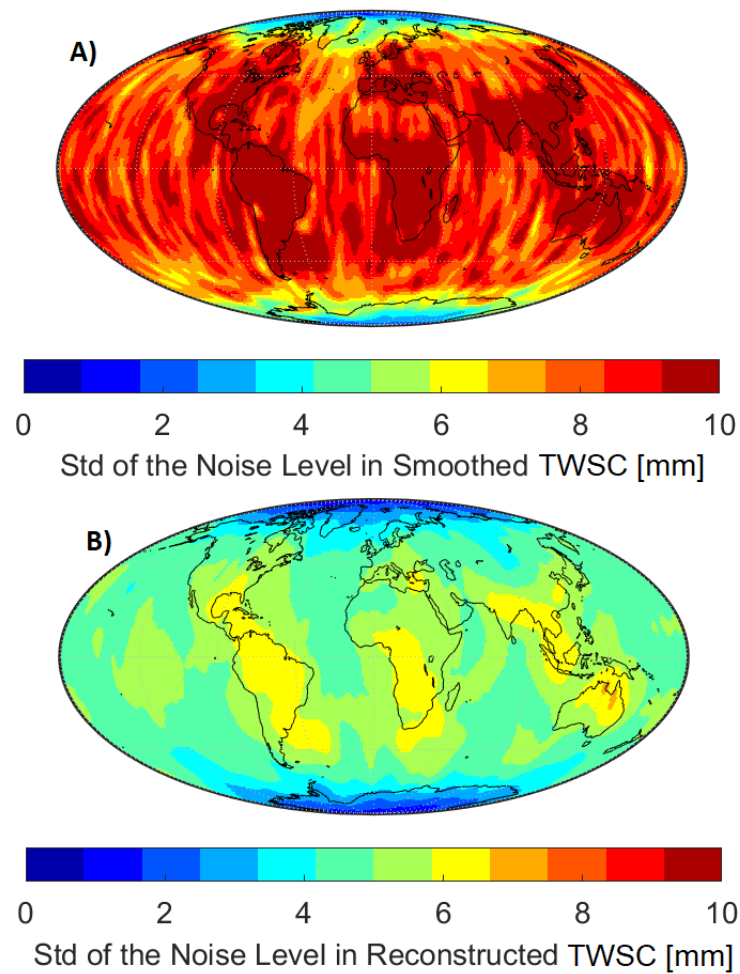 A)
0 2 4 6 8 10
Std of the Noise Level in Smoothed TWSC [mm]
B)
0 2 4 6 8 10
Std of the Noise Level in Reconstructed TWSC [mm]